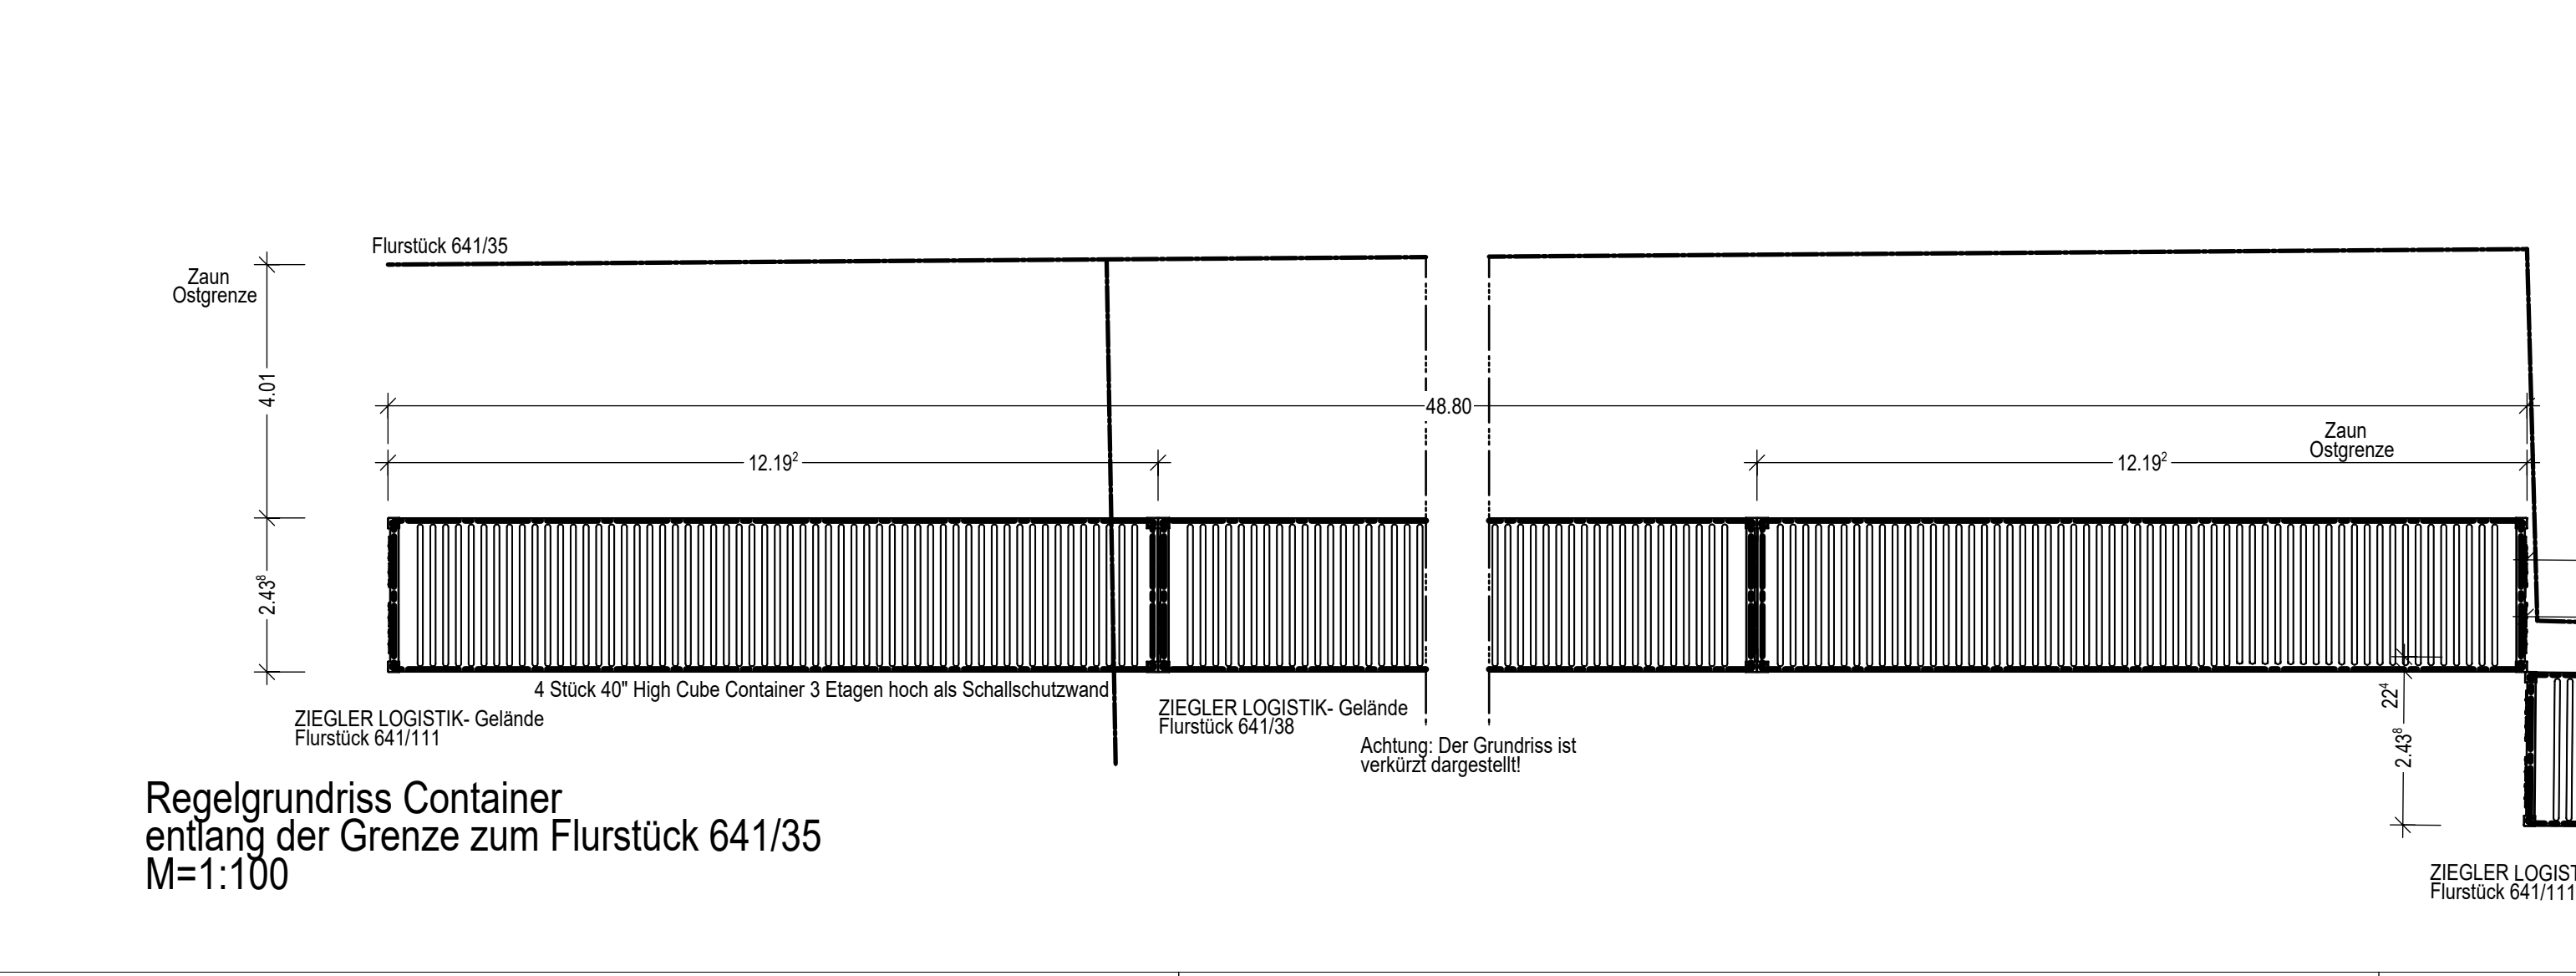 Flurstück 641/35
Zaun
Ostgrenze
4.01
48.80
Zaun
Ostgrenze
12.19²
12.19²
2.43⁸
4 Stück 40" High Cube Container 3 Etagen hoch als Schallschutzwand
22⁴
ZIEGLER LOGISTIK- Gelände
Flurstück 641/111
ZIEGLER LOGISTIK- Gelände
Flurstück 641/38
Achtung: Der Grundriss ist
verkürzt dargestellt!
2.43⁸
Regelgrundriss Container
entlang der Grenze zum Flurstück 641/35
M=1:100
ZIEGLER LOGIST
Flurstück 641/111